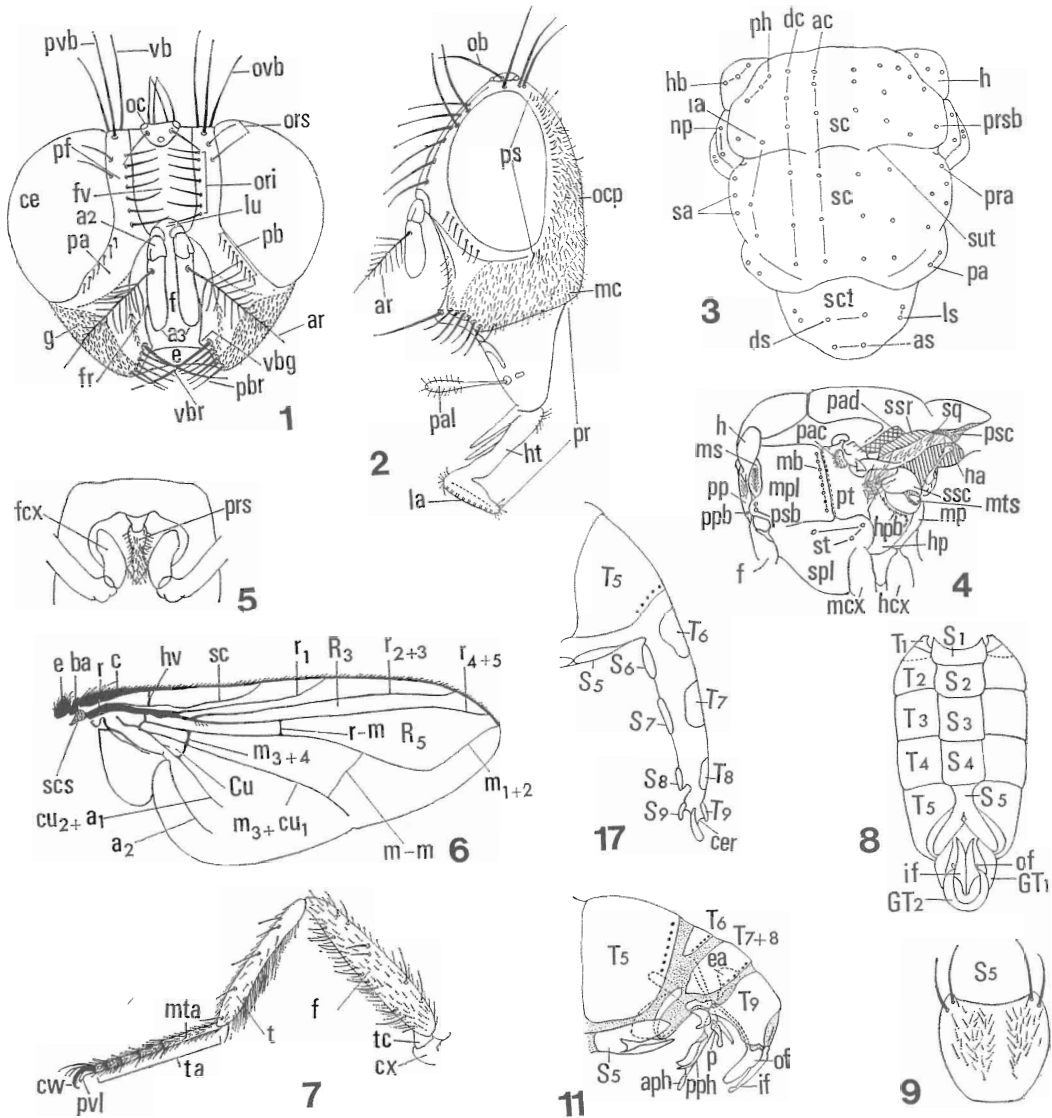 pvb vb ovb
oc ors
pf
ce fv ori
a2 lu
pa pb
f
g a3 ar
e
fr vbg
pbr
vbr
1
ob
ps
ocp
ar mc
pal pr
ht
la
2
ph dc ac
hb h
ia
np sc prsb
sa sc pra
sut
pa
sct
ds ls
as
3
pad ssr sq
h pac psc
ms mb na
pp mpl pt ssc
ppb psb mts
hpb mp
st hp
f spl
mcx hcx
4
fcx prs
5
e ba r c hv sc r1 R3 r2+3 r4+5
r-m R5
scs m3+4 m1+2
Cu
cu2+ a1
a2 m3+ cu1
m-m
6
T5
S5 S6 T6
S7 T7
S8 T8
S9 T9
cer
17
T1 S1
T2 S2
T3 S3
T4 S4
T5 S5
if of
GT1
GT2
8
mta f
t
ta tc
cw cx
pvl
7
T6
T5 T7+8
ea
T9
S5 p of
aph pph if
11
S5
9